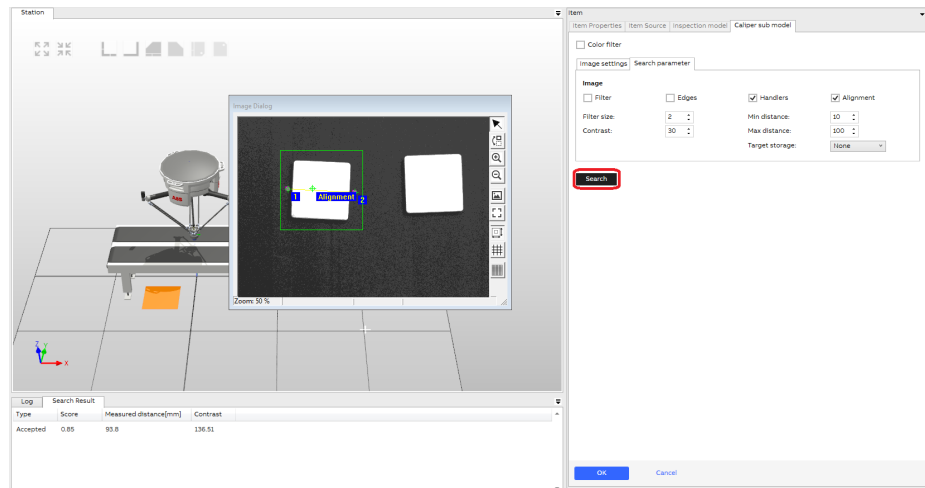 Station
Item
Item Properties Item Source Inspection model Caliper sub model
Color filter
Image settings Search parameter
Image
Filter Edges Handlers Alignment
Filter size: 2 Min distance: 10
Contrast: 30 Max distance: 100
Target storage: None
Search
Image Dialog
1 Alignment 2
Zoom: 50 %
ABB
Z Y
X
Log Search Result
Type Score Measured distance[mm] Contrast
Accepted 0.85 93.8 136.51
OK Cancel